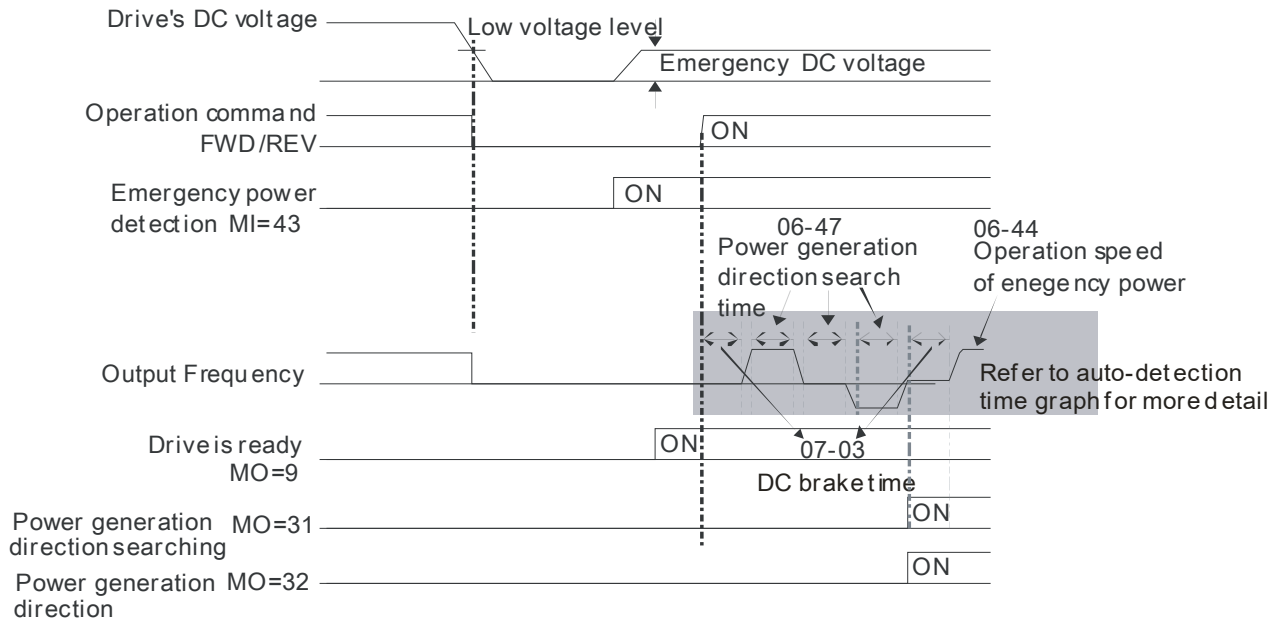 Drive's DC voltage
Low voltage level
Emergency DC voltage
Operation command
FWD/REV
ON
Emergency power
detection MI=43
ON
06-47
Power generation
direction search
time
06-44
Operation speed
of enegency power
Output Frequency
Refer to auto-detection
time graph for more detail
Drive is ready
MO=9
ON
07-03
DC brake time
Power generation
direction searching
MO=31
ON
Power generation
direction
MO=32
ON